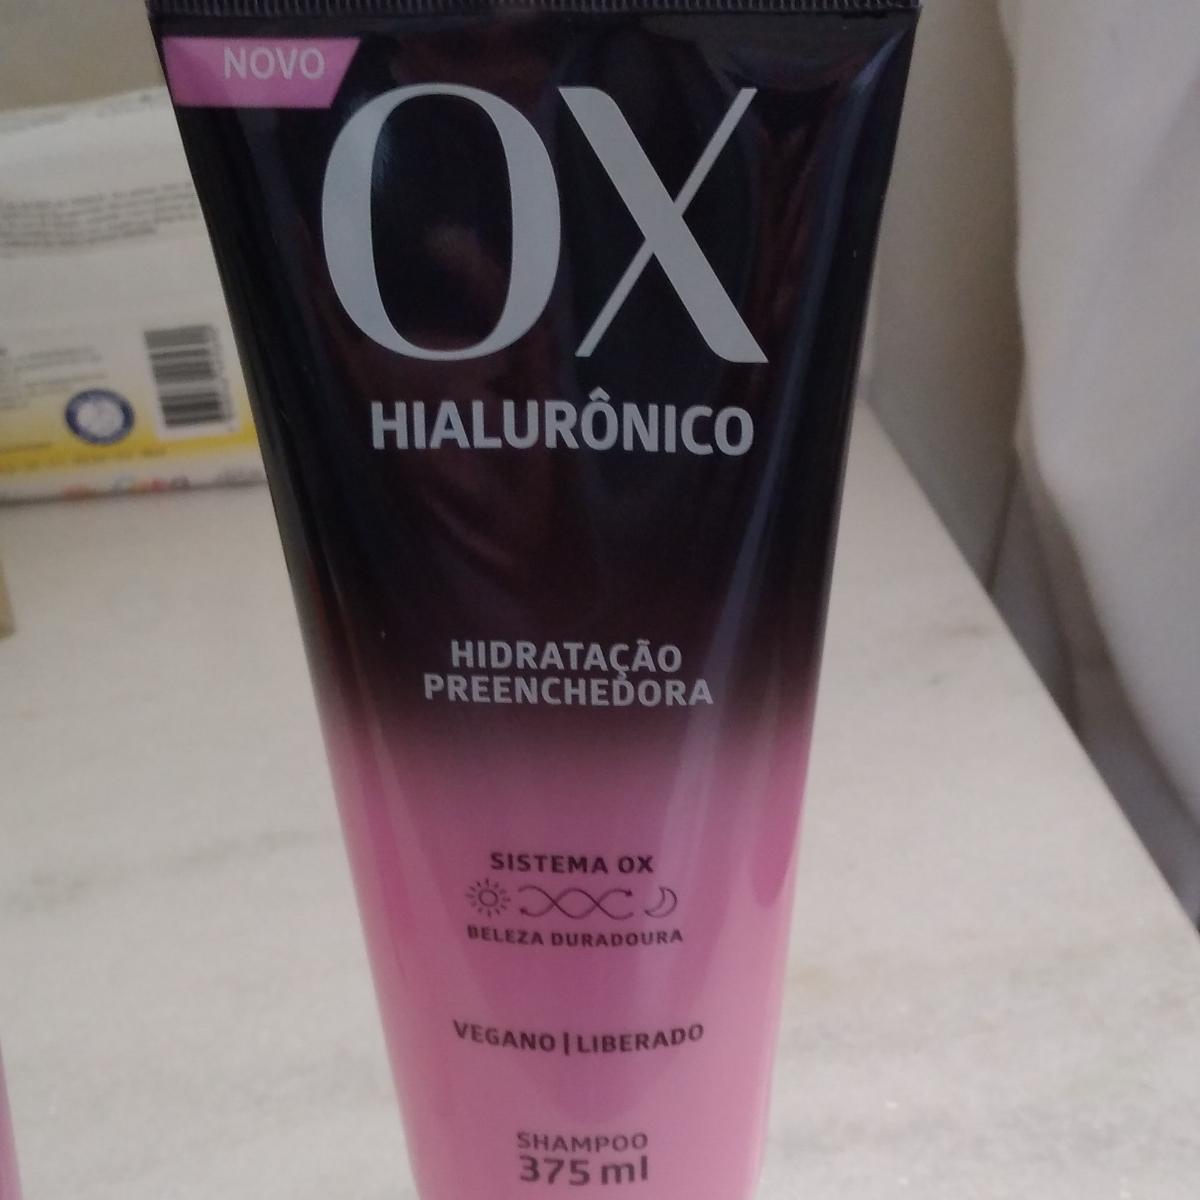 NOVO
OX
HIALURÔNICO
HIDRATAÇÃO
PREENCHEDORA
SISTEMA OX
BELEZA DURADOURA
VEGANO | LIBERADO
SHAMPOO
375 ml